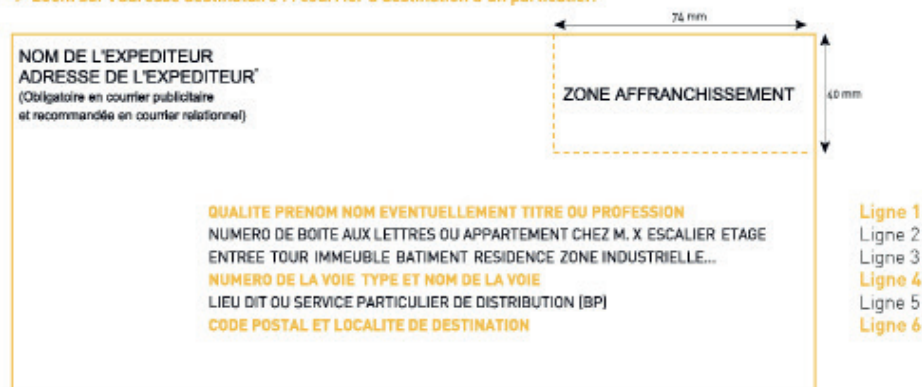 74 mm
NOM DE L'EXPEDITEUR
ADRESSE DE L'EXPEDITEUR*
(Obligatoire en courrier publicitaire
et recommandée en courrier relationnel)
ZONE AFFRANCHISSEMENT
40 mm
QUALITE PRENOM NOM EVENTUELLEMENT TITRE OU PROFESSION Ligne 1
NUMERO DE BOITE AUX LETTRES OU APPARTEMENT CHEZ M. X ESCALIER ETAGE Ligne 2
ENTREE TOUR IMMEUBLE BATIMENT RESIDENCE ZONE INDUSTRIELLE... Ligne 3
NUMERO DE LA VOIE TYPE ET NOM DE LA VOIE Ligne 4
LIEU DIT OU SERVICE PARTICULIER DE DISTRIBUTION (BP) Ligne 5
CODE POSTAL ET LOCALITE DE DESTINATION Ligne 6